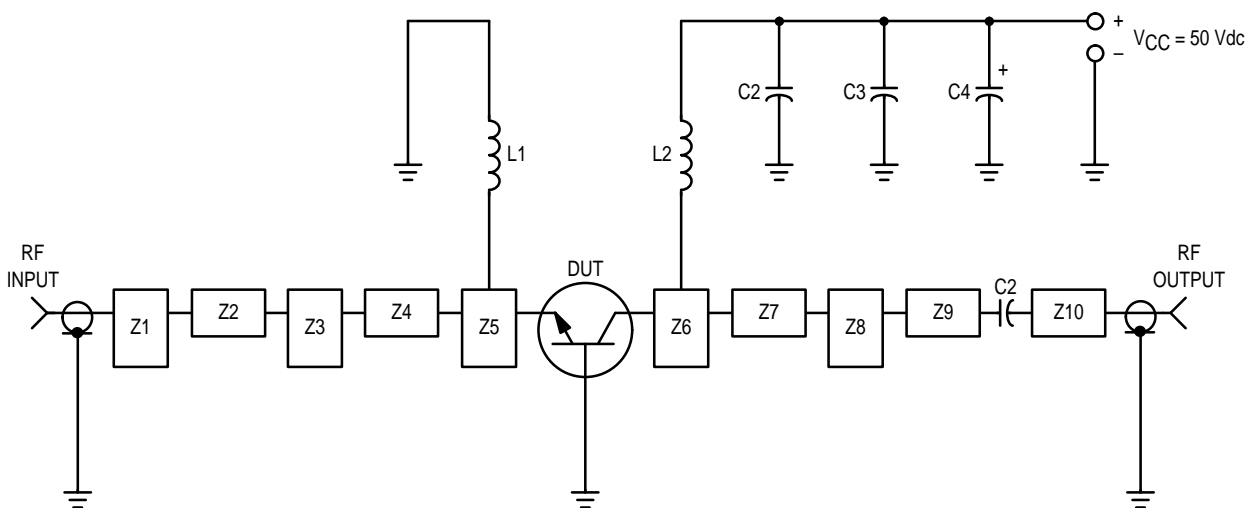 +
VCC = 50 Vdc
–
C2
C3
+
C4
L1
L2
RF
INPUT
DUT
RF
OUTPUT
C2
Z1
Z2
Z3
Z4
Z5
Z6
Z7
Z8
Z9
Z10